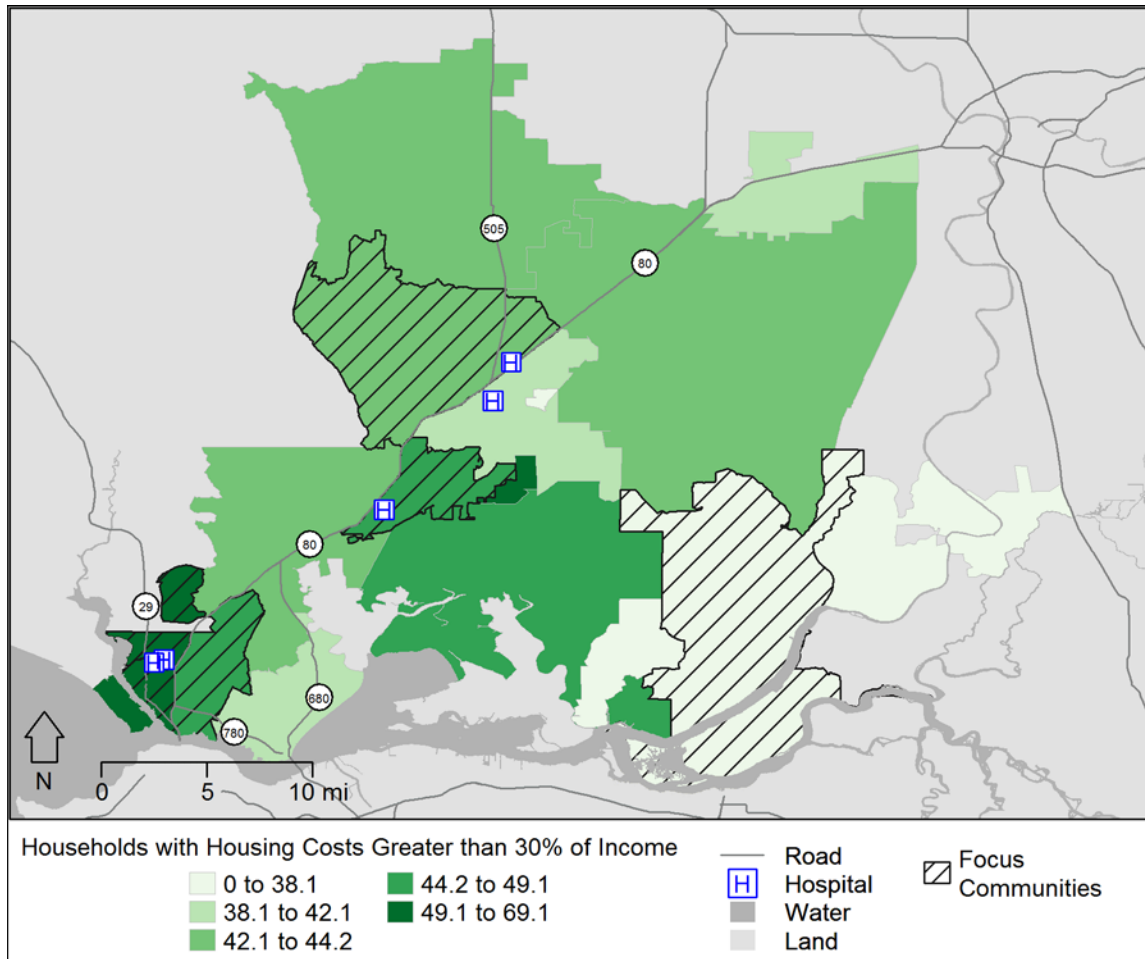 505
80
80
29
680
780
N
0 5 10 mi
Households with Housing Costs Greater than 30% of Income
0 to 38.1
38.1 to 42.1
42.1 to 44.2
44.2 to 49.1
49.1 to 69.1
Road
H Hospital
Water
Land
Focus
Communities
H
H
H
H
H